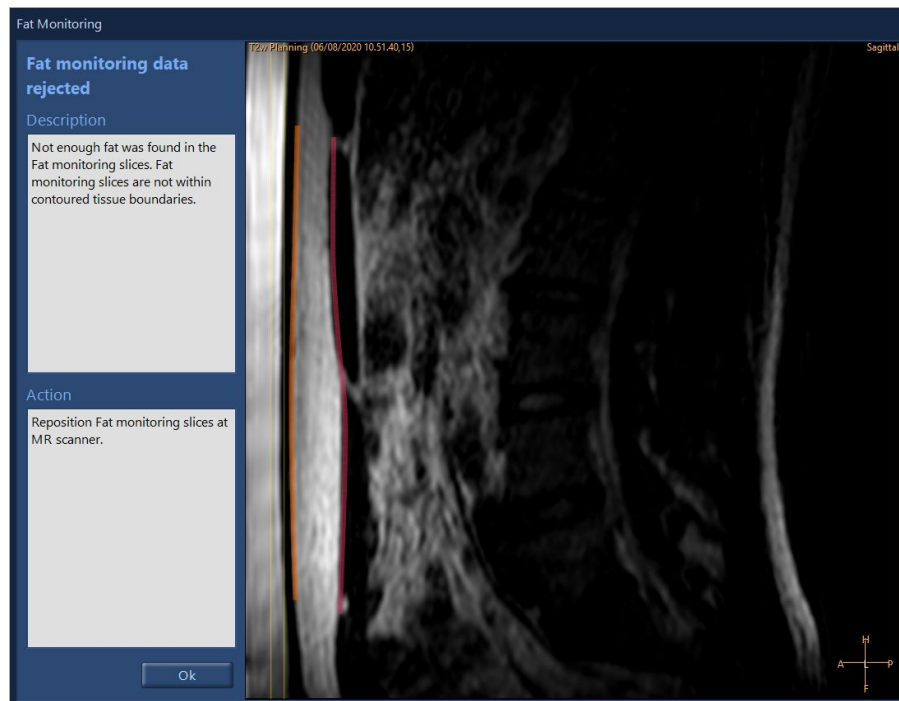 Fat Monitoring
Fat monitoring data
rejected
Description
Not enough fat was found in the
Fat monitoring slices. Fat
monitoring slices are not within
contoured tissue boundaries.
Action
Reposition Fat monitoring slices at
MR scanner.
Ok
T2w Planning (06/08/2020 10.51.40,15)
Sagittal
H
A L P
F